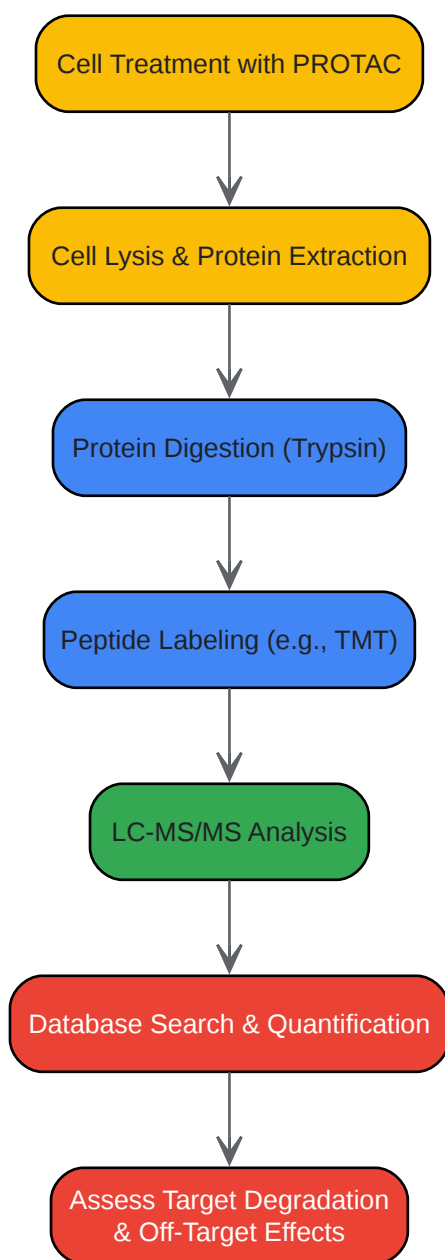 Cell Treatment with PROTAC
Cell Lysis & Protein Extraction
Protein Digestion (Trypsin)
Peptide Labeling (e.g., TMT)
LC-MS/MS Analysis
Database Search & Quantification
Assess Target Degradation
& Off-Target Effects